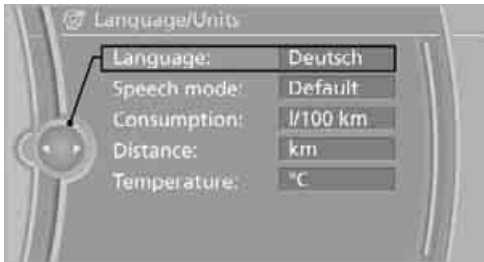 Language/Units
Language: Deutsch
Speech mode: Default
Consumption: l/100 km
Distance: km
Temperature: °C